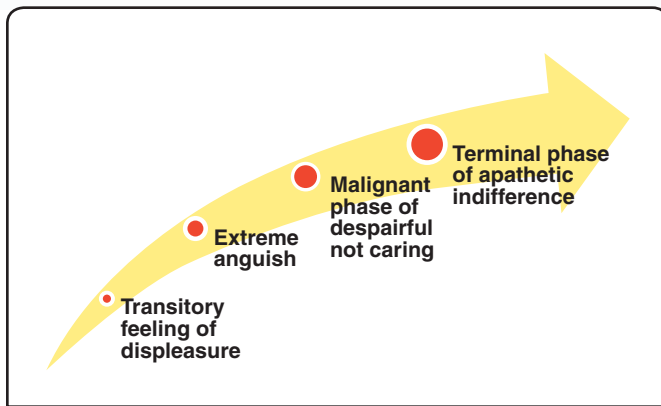 Transitory
feeling of
displeasure
Extreme
anguish
Malignant
phase of
despairful
not caring
Terminal phase
of apathetic
indifference